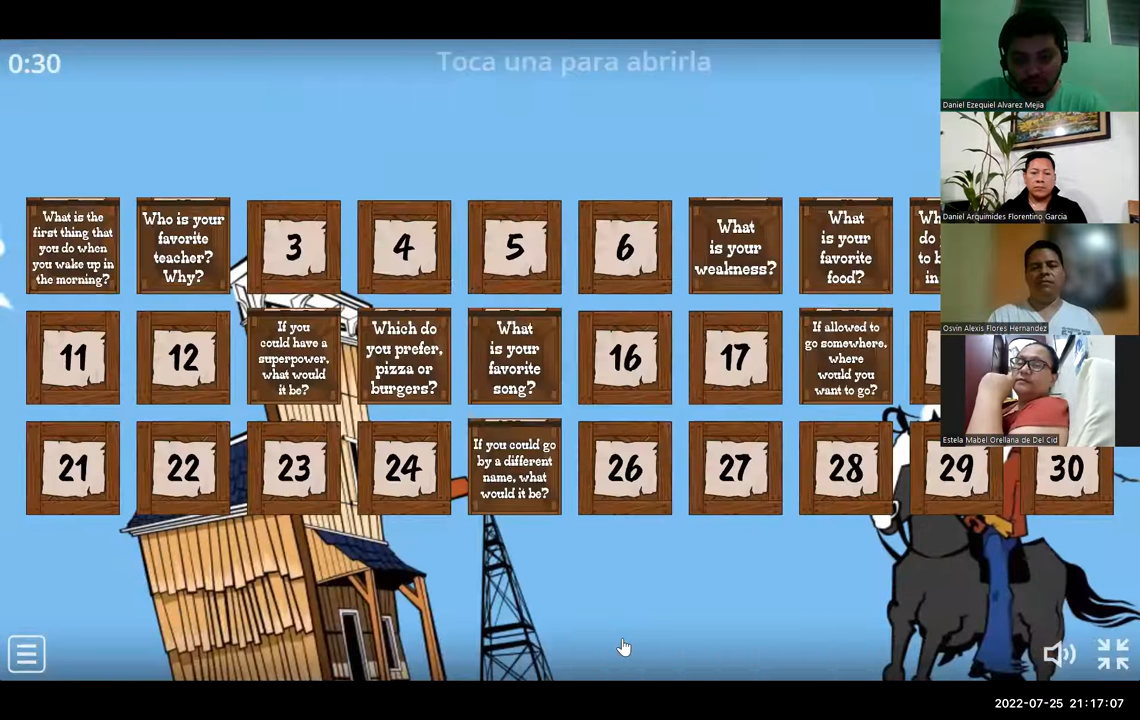 0:30
Toca una para abrirla
Daniel Ezequiel Alvarez Mejia
Daniel Arquimides Florentino Garcia
Osvin Alexis Flores Hernandez
Estela Mabel Orellana de Del Cid
What is the
first thing that
you do when
you wake up in
the morning?
Who is your
favorite
teacher?
Why?
3
4
5
6
What
is your
weakness?
What
is your
favorite
food?
do
to b
in
11
12
If you
could have a
superpower,
what would
it be?
Which do
you prefer,
pizza or
burgers?
What
is your
favorite
song?
16
17
If allowed to
go somewhere,
where
would you
want to go?
21
22
23
24
If you could go
by a different
name, what
would it be?
26
27
28
29
30
2022-07-25 21:17:07